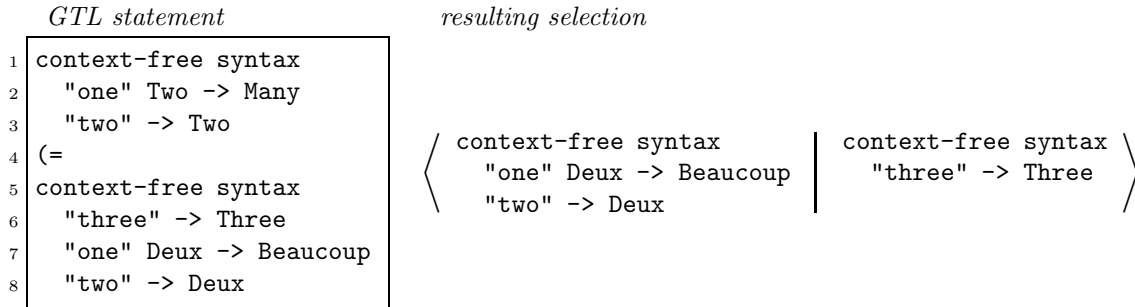 GTL statement resulting selection
1 context-free syntax
2 "one" Two -> Many
3 "two" -> Two
4 (=
5 context-free syntax
6 "three" -> Three
7 "one" Deux -> Beaucoup
8 "two" -> Deux
context-free syntax
"one" Deux -> Beaucoup
"two" -> Deux
context-free syntax
"three" -> Three